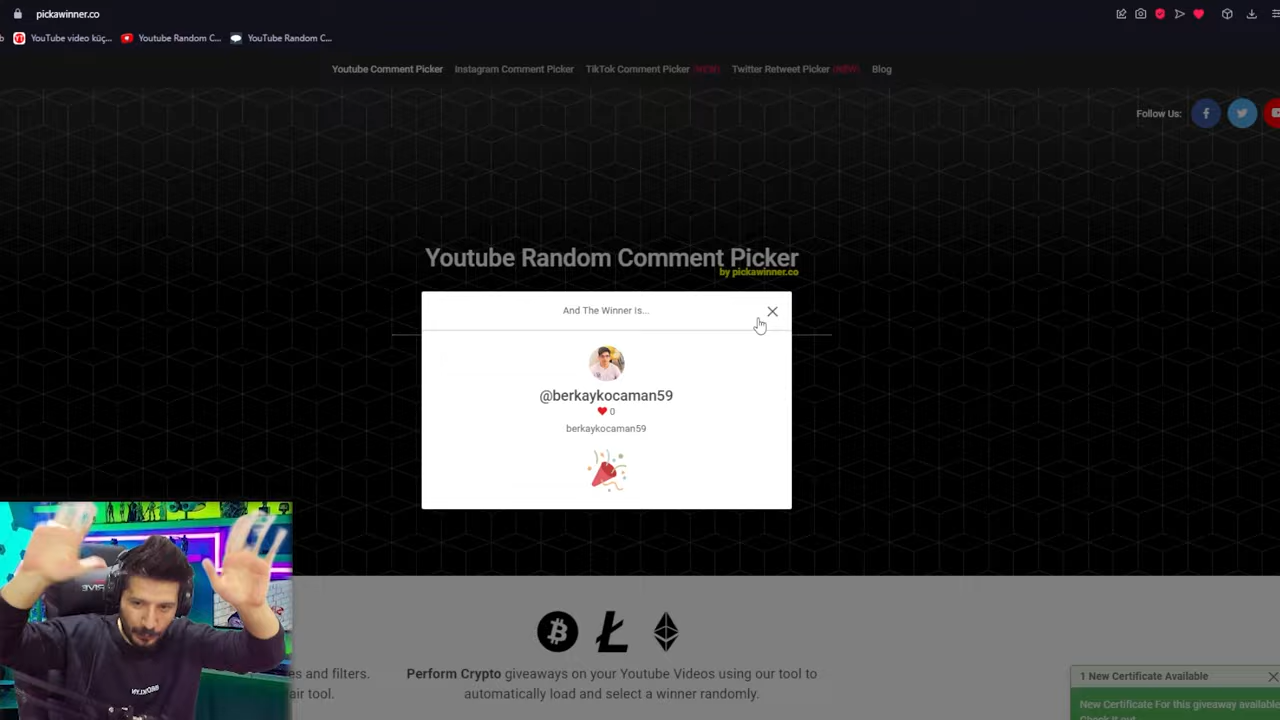 pickawinner.co
YouTube video küç...
Youtube Random C...
YouTube Random C...
Youtube Comment Picker
Instagram Comment Picker
TikTok Comment Picker (NEW)
Twitter Retweet Picker (NEW)
Blog
Follow Us:
Youtube Random Comment Picker
by pickawinner.co
And The Winner Is...
@berkaykocaman59
0
berkaykocaman59
es and filters.
air tool.
Perform Crypto giveaways on your Youtube Videos using our tool to
automatically load and select a winner randomly.
1 New Certificate Available
New Certificate For this giveaway available
Check it out